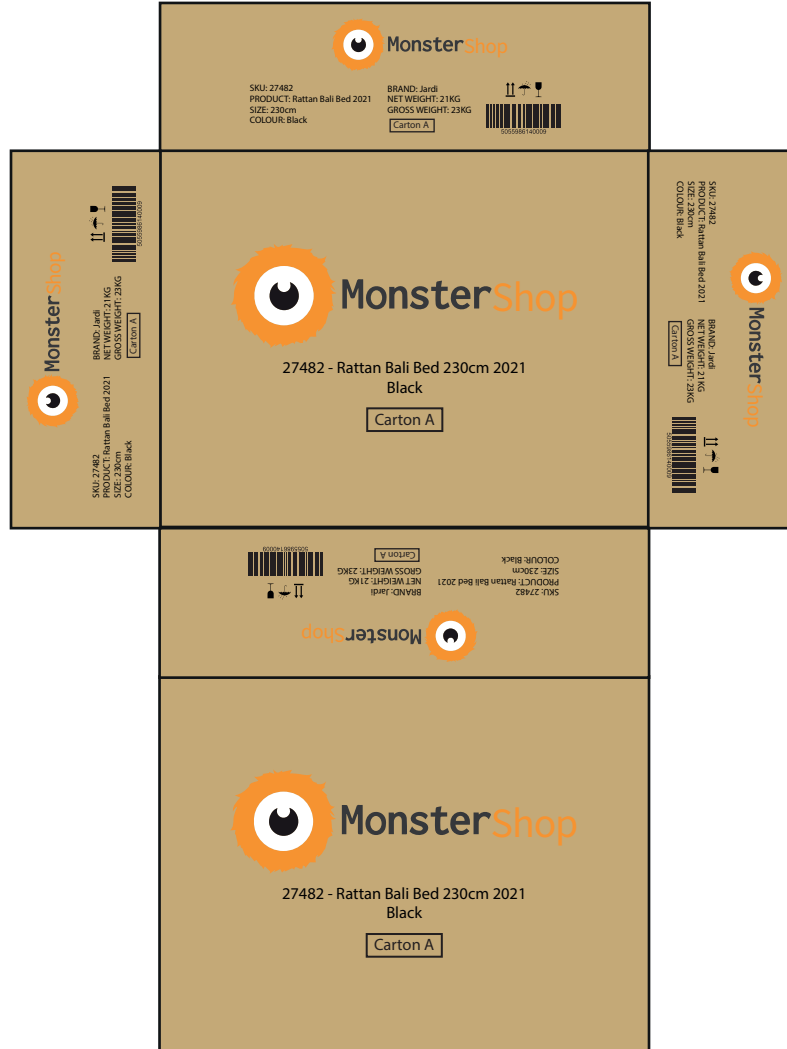 MonsterShop
SKU: 27482
PRODUCT: Rattan Bali Bed 2021
SIZE: 230cm
COLOUR: Black
BRAND: Jardi
NET WEIGHT: 21KG
GROSS WEIGHT: 23KG
Carton A
5055986140009
MonsterShop
SKU: 27482
PRODUCT: Rattan Bali Bed 2021
SIZE: 230cm
COLOUR: Black
BRAND: Jardi
NET WEIGHT: 21KG
GROSS WEIGHT: 23KG
Carton A
5055986140009
MonsterShop
27482 - Rattan Bali Bed 230cm 2021
Black
Carton A
MonsterShop
SKU: 27482
PRODUCT: Rattan Bali Bed 2021
SIZE: 230cm
COLOUR: Black
BRAND: Jardi
NET WEIGHT: 21KG
GROSS WEIGHT: 23KG
Carton A
5055986140009
MonsterShop
SKU: 27482
PRODUCT: Rattan Bali Bed 2021
SIZE: 230cm
COLOUR: Black
BRAND: Jardi
NET WEIGHT: 21KG
GROSS WEIGHT: 23KG
Carton A
5055986140009
MonsterShop
27482 - Rattan Bali Bed 230cm 2021
Black
Carton A